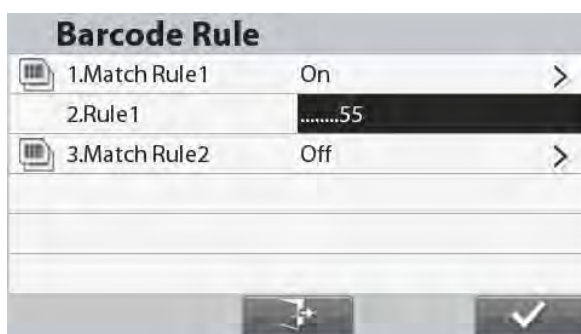 Barcode Rule
1.Match Rule1 On
2.Rule1 ........55
3.Match Rule2 Off